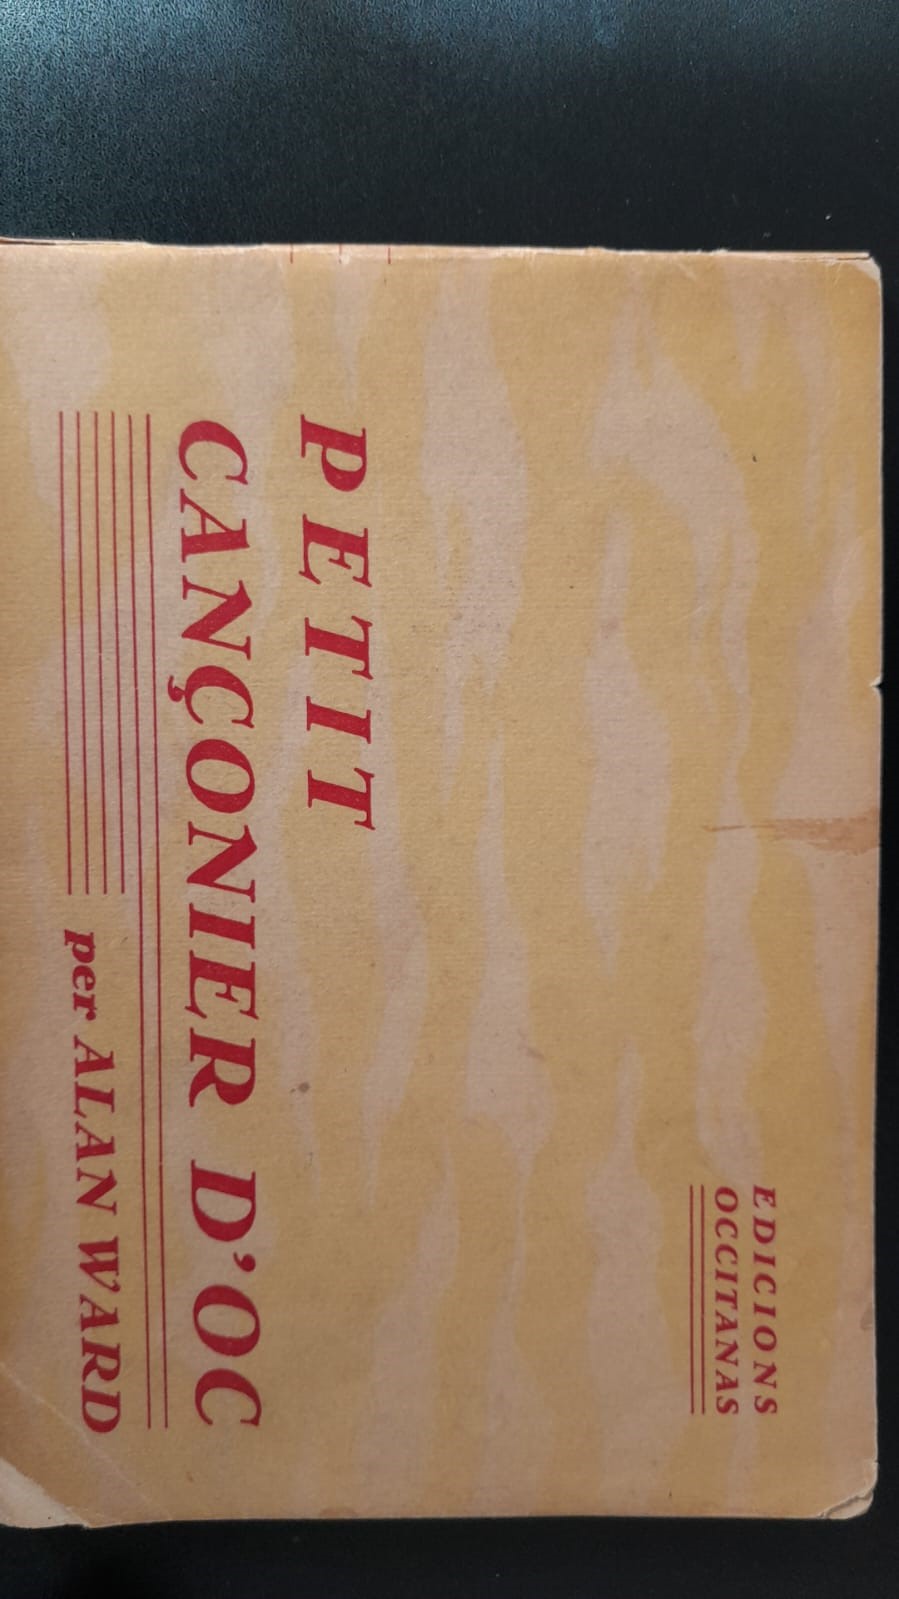 EDICIONS
OCCITANAS
PETIT
CANÇONIER D'OC
per ALAN WARD